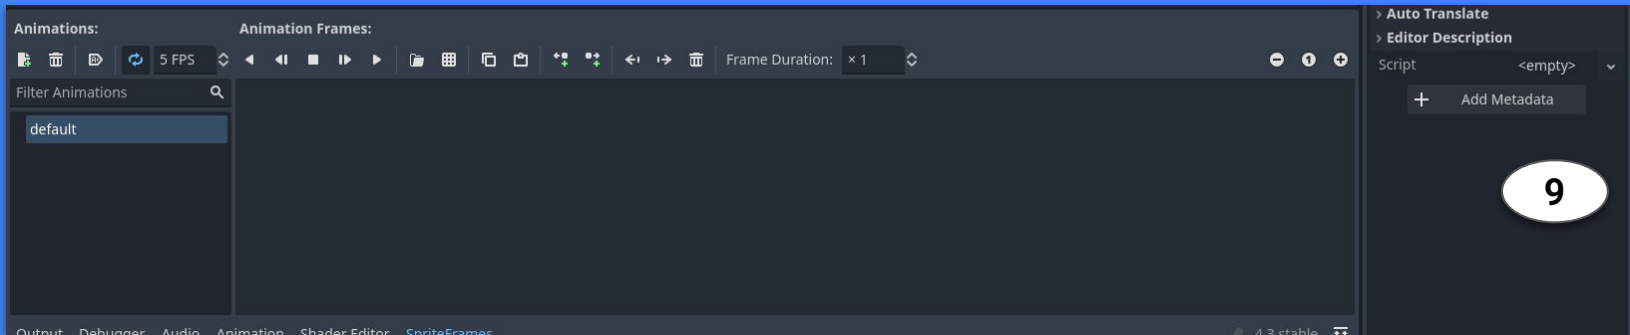 Animations:
Animation Frames:
5 FPS
Frame Duration: × 1
1
Filter Animations
default
Output Debugger Audio Animation Shader Editor SpriteFrames
4.3.stable
Auto Translate
Editor Description
Script <empty>
Add Metadata
9